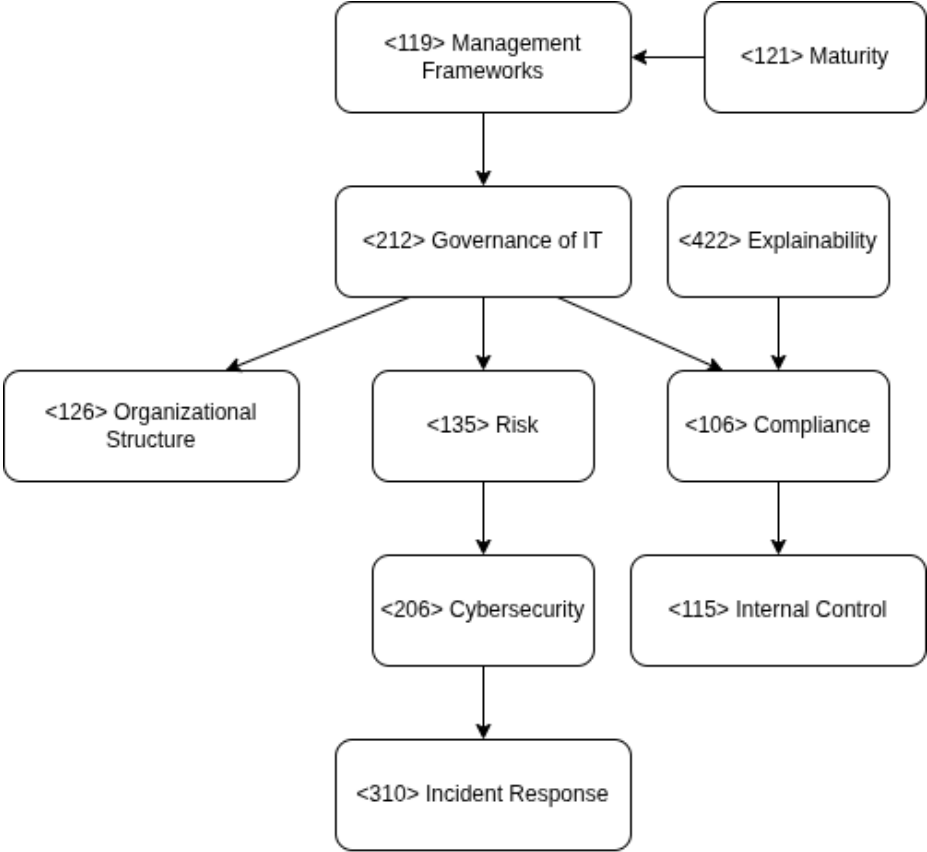 <119> Management
Frameworks
<121> Maturity
<212> Governance of IT
<422> Explainability
<126> Organizational
Structure
<135> Risk
<106> Compliance
<206> Cybersecurity
<115> Internal Control
<310> Incident Response